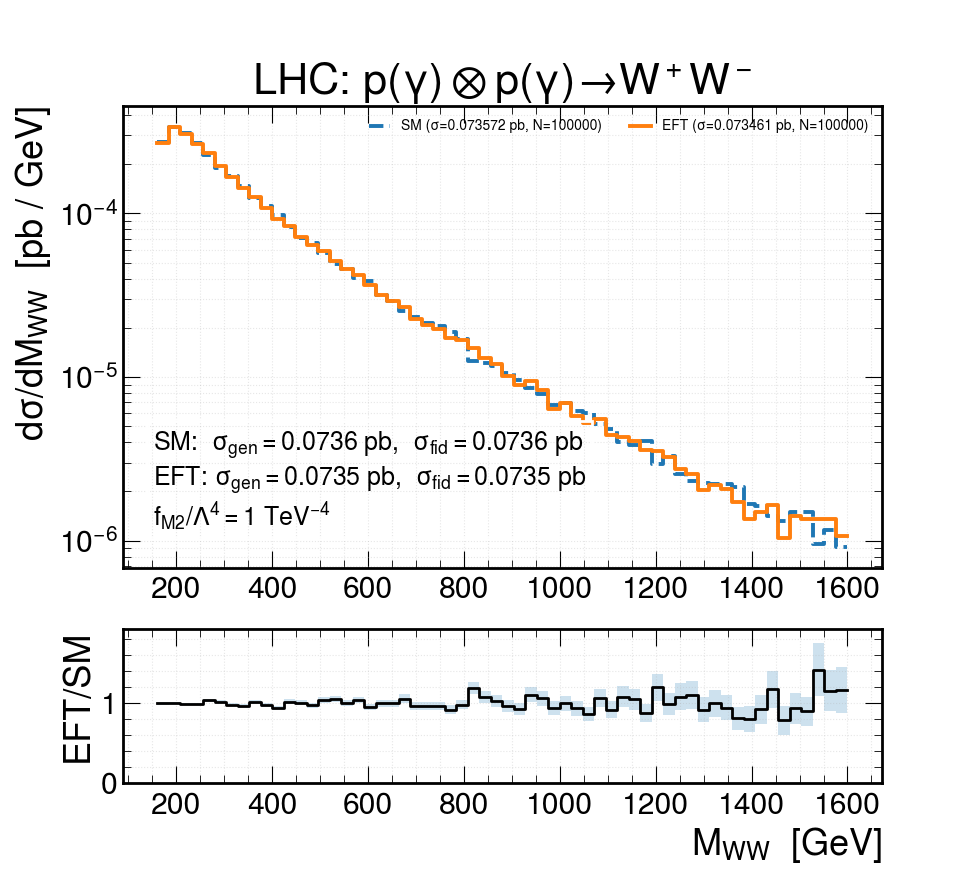 LHC: p(γ)⊗p(γ)→W⁺W⁻
dσ/dM_WW [pb / GeV]
SM (σ=0.073572 pb, N=100000)
EFT (σ=0.073461 pb, N=100000)
10⁻⁴
10⁻⁵
10⁻⁶
SM: σ_gen = 0.0736 pb, σ_fid = 0.0736 pb
EFT: σ_gen = 0.0735 pb, σ_fid = 0.0735 pb
f_M2/Λ⁴ = 1 TeV⁻⁴
200 400 600 800 1000 1200 1400 1600
EFT/SM
1
0
200 400 600 800 1000 1200 1400 1600
M_WW [GeV]